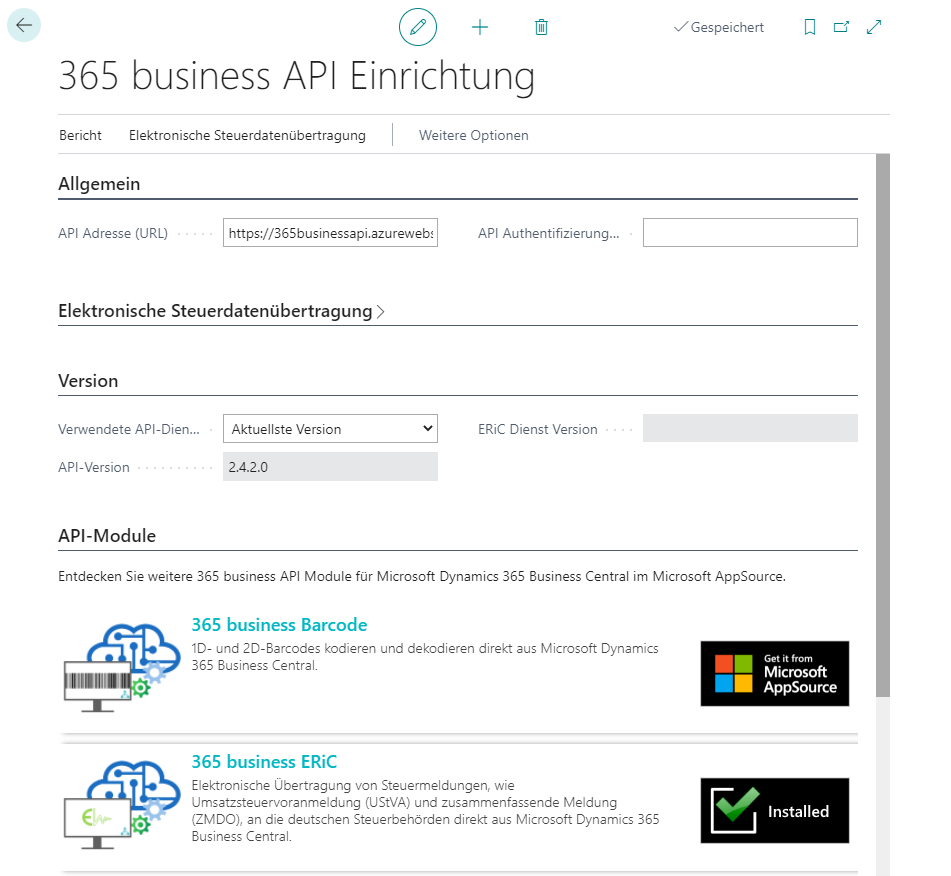 Gespeichert
365 business API Einrichtung
Bericht Elektronische Steuerdatenübertragung Weitere Optionen
Allgemein
API Adresse (URL) https://365businessapi.azurewebs API Authentifizierung...
Elektronische Steuerdatenübertragung
Version
Verwendete API-Dien... Aktuellste Version ERiC Dienst Version
API-Version 2.4.2.0
API-Module
Entdecken Sie weitere 365 business API Module für Microsoft Dynamics 365 Business Central im Microsoft AppSource.
365 business Barcode
1D- und 2D-Barcodes kodieren und dekodieren direkt aus Microsoft Dynamics
365 Business Central.
Get it from
Microsoft
AppSource
365 business ERiC
Elektronische Übertragung von Steuermeldungen, wie
Umsatzsteuervoranmeldung (UStVA) und zusammenfassende Meldung
(ZMDO), an die deutschen Steuerbehörden direkt aus Microsoft Dynamics 365
Business Central.
Installed